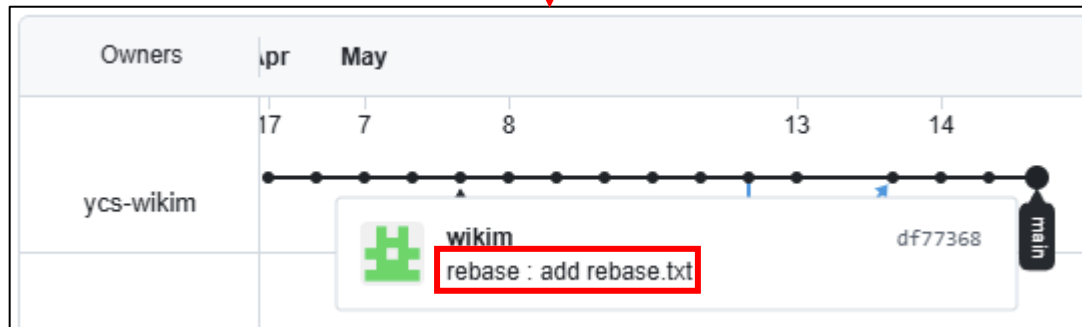 Owners Apr May
17 7 8 13 14
ycs-wikim
wikim df77368 main
rebase : add rebase.txt